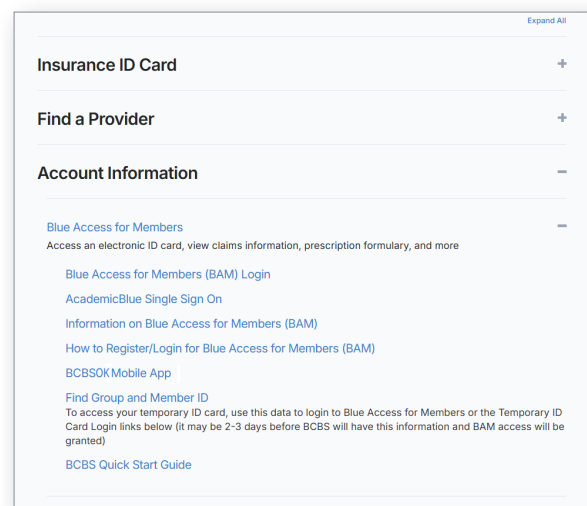 Expand All
Insurance ID Card
Find a Provider
Account Information
Blue Access for Members
Access an electronic ID card, view claims information, prescription formulary, and more
Blue Access for Members (BAM) Login
AcademicBlue Single Sign On
Information on Blue Access for Members (BAM)
How to Register/Login for Blue Access for Members (BAM)
BCBSOK Mobile App
Find Group and Member ID
To access your temporary ID card, use this data to login to Blue Access for Members or the Temporary ID
Card Login links below (it may be 2-3 days before BCBS will have this information and BAM access will be
granted)
BCBS Quick Start Guide